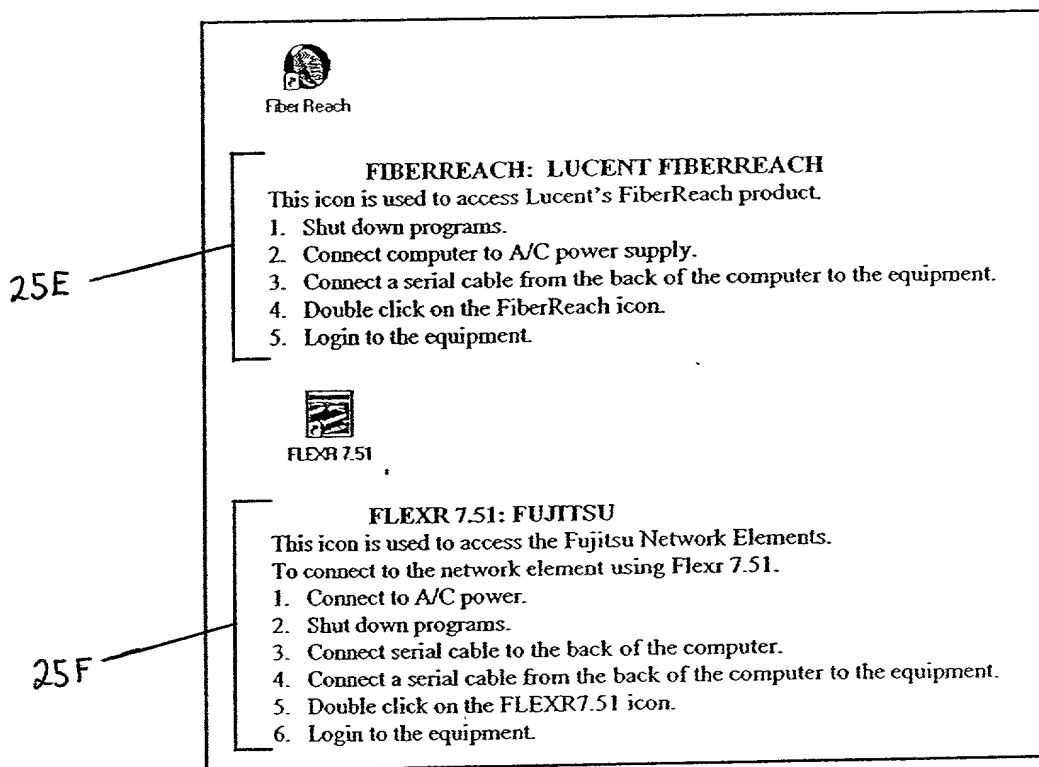 Fiber Reach
FIBERREACH: LUCENT FIBERREACH
This icon is used to access Lucent's FiberReach product.
1. Shut down programs.
2. Connect computer to A/C power supply.
3. Connect a serial cable from the back of the computer to the equipment.
4. Double click on the FiberReach icon.
5. Login to the equipment.
25E
FLEXR 7.51
FLEXR 7.51: FUJITSU
This icon is used to access the Fujitsu Network Elements.
To connect to the network element using Flexr 7.51.
1. Connect to A/C power.
2. Shut down programs.
3. Connect serial cable to the back of the computer.
4. Connect a serial cable from the back of the computer to the equipment.
5. Double click on the FLEXR7.51 icon.
6. Login to the equipment.
25F